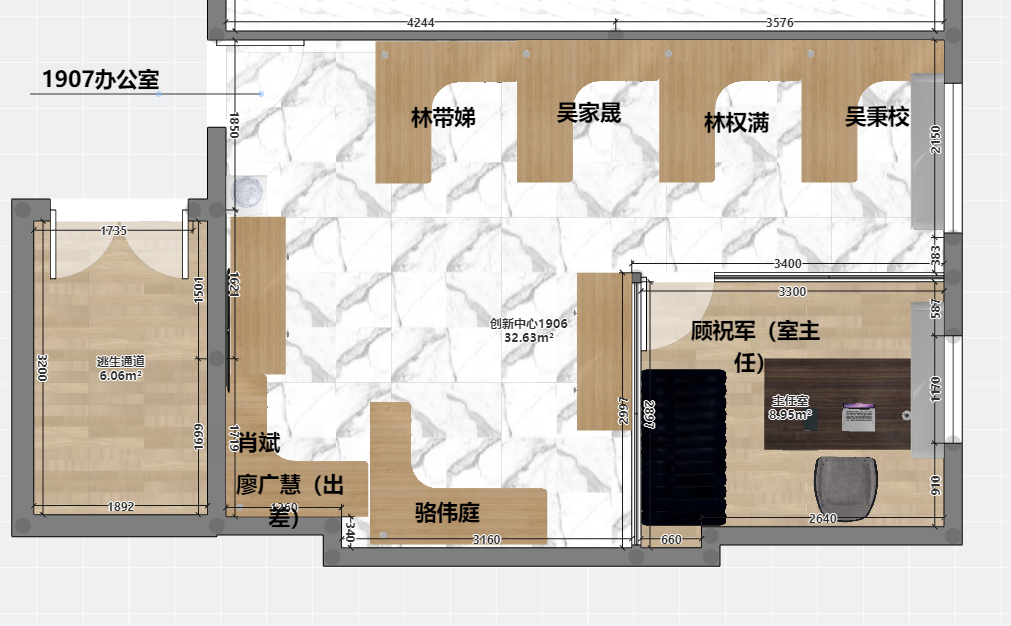 4244
3576
1907办公室
林带娣
吴家晟
林权满
吴秉校
1850
2150
383
1735
3400
3300
1501
1621
587
创新中心1906
32.63m²
顾祝军（室主
任）
3200
逃生通道
6.06m²
主任室
8.95m²
1170
2997
2897
1699
1719
肖斌
廖广慧（出
差）
1260
骆伟庭
910
1892
340
3160
660
2640